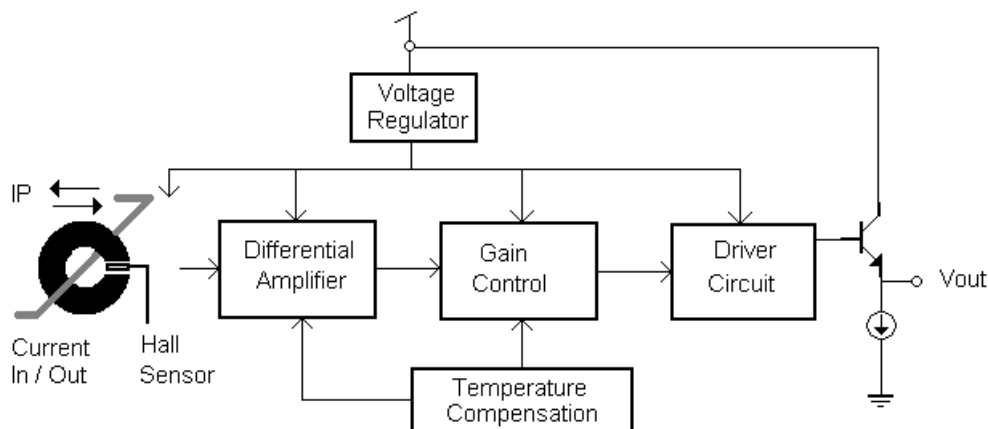 Voltage
Regulator
IP
Differential
Amplifier
Gain
Control
Driver
Circuit
Vout
Current
In / Out
Hall
Sensor
Temperature
Compensation